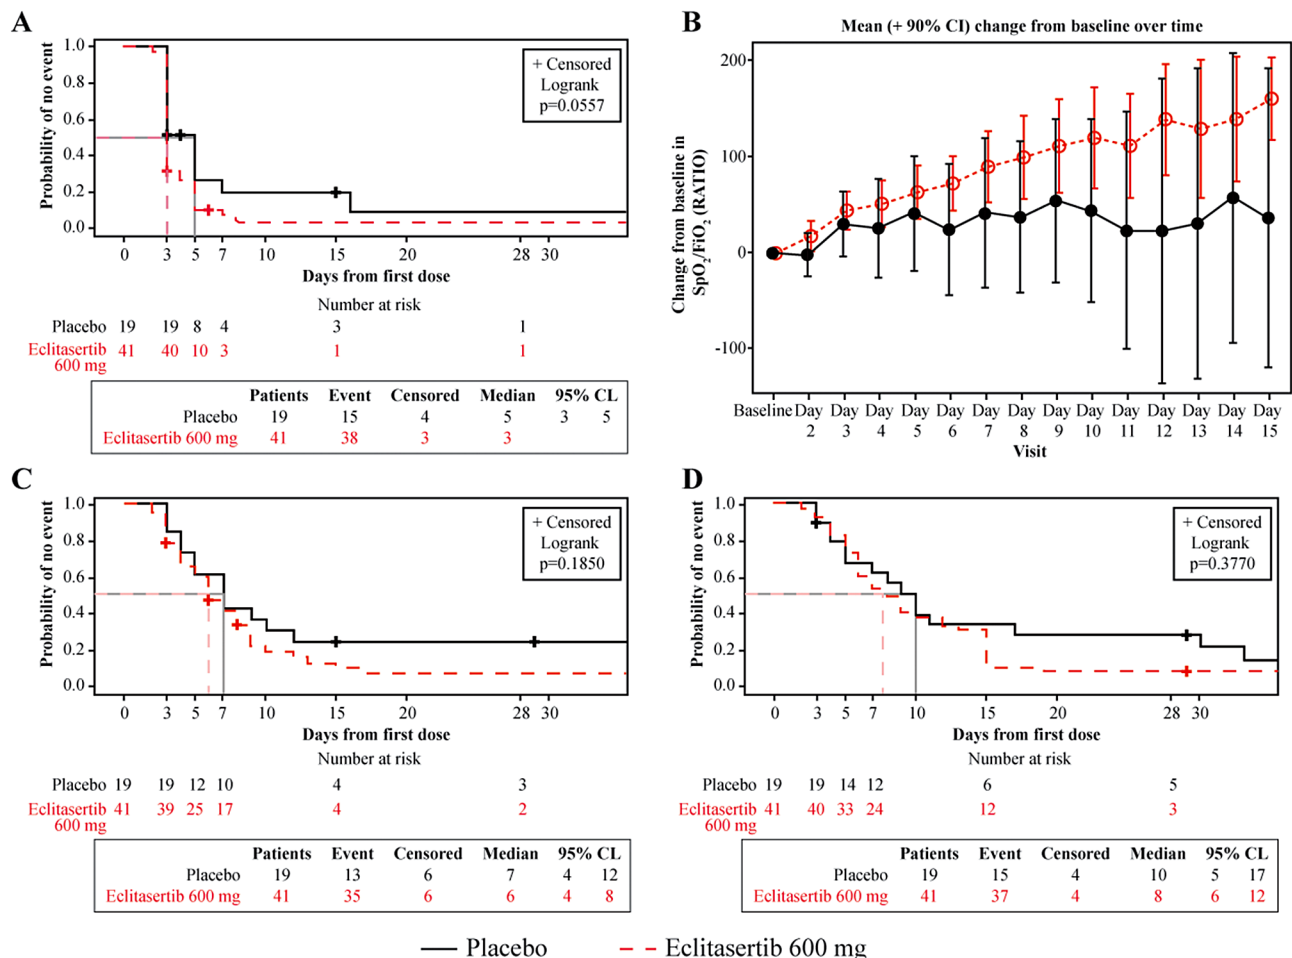 A
Probability of no event
1.0
0.8
0.6
0.4
0.2
0.0
+ Censored
Logrank
p=0.0557
0 3 5 7 10 15 20 28 30
Days from first dose
Number at risk
Placebo 19 19 8 4 3 1
Eclitasertib 41 40 10 3 1 1
600 mg
Patients Event Censored Median 95% CL
Placebo 19 15 4 5 3 5
Eclitasertib 600 mg 41 38 3 3
B
Mean (+ 90% CI) change from baseline over time
Change from baseline in
SpO₂/FiO₂ (RATIO)
200
100
0
-100
Baseline Day Day Day Day Day Day Day Day Day Day Day Day Day Day
2 3 4 5 6 7 8 9 10 11 12 13 14 15
Visit
C
Probability of no event
1.0
0.8
0.6
0.4
0.2
0.0
+ Censored
Logrank
p=0.1850
0 3 5 7 10 15 20 28 30
Days from first dose
Number at risk
Placebo 19 19 12 10 4 3
Eclitasertib 41 39 25 17 4 2
600 mg
Patients Event Censored Median 95% CL
Placebo 19 13 6 7 4 12
Eclitasertib 600 mg 41 35 6 6 4 8
D
Probability of no event
1.0
0.8
0.6
0.4
0.2
0.0
+ Censored
Logrank
p=0.3770
0 3 5 7 10 15 20 28 30
Days from first dose
Number at risk
Placebo 19 19 14 12 6 5
Eclitasertib 41 40 33 24 12 3
600 mg
Patients Event Censored Median 95% CL
Placebo 19 15 4 10 5 17
Eclitasertib 600 mg 41 37 4 8 6 12
Placebo Eclitasertib 600 mg